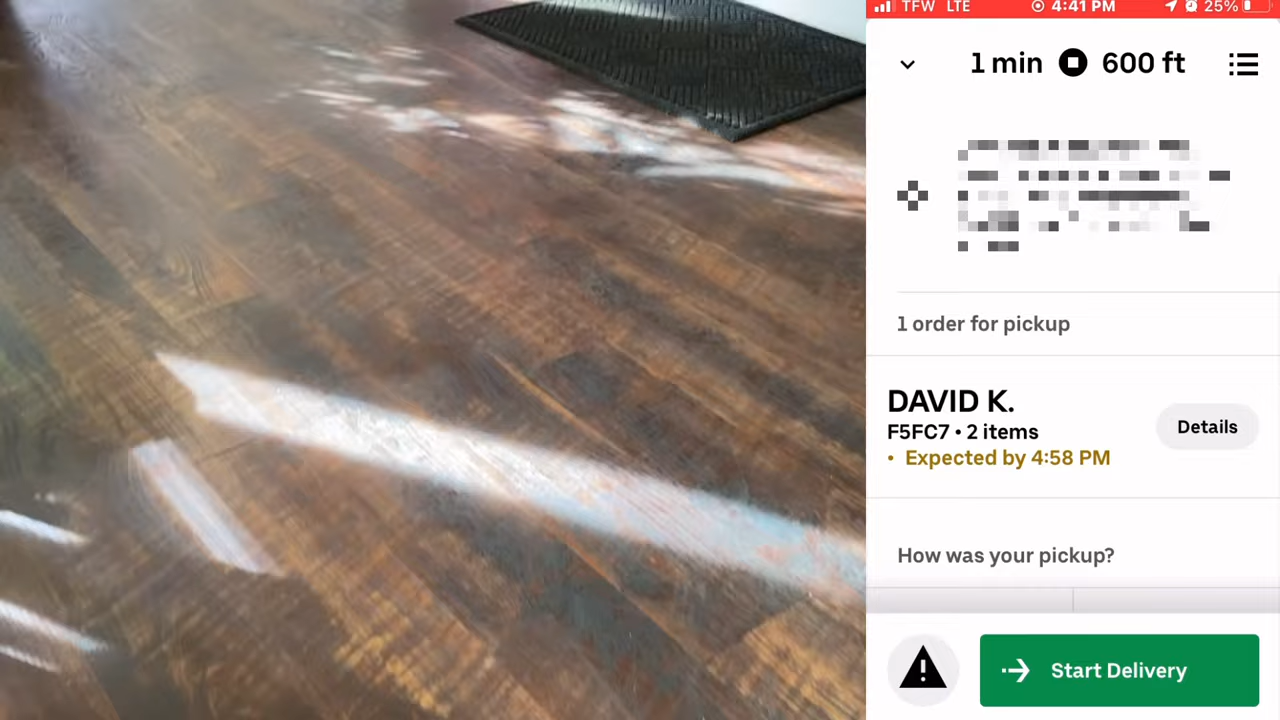 TFW LTE 4:41 PM 25%
1 min 600 ft
1 order for pickup
DAVID K.
F5FC7 • 2 items
Details
• Expected by 4:58 PM
How was your pickup?
Start Delivery